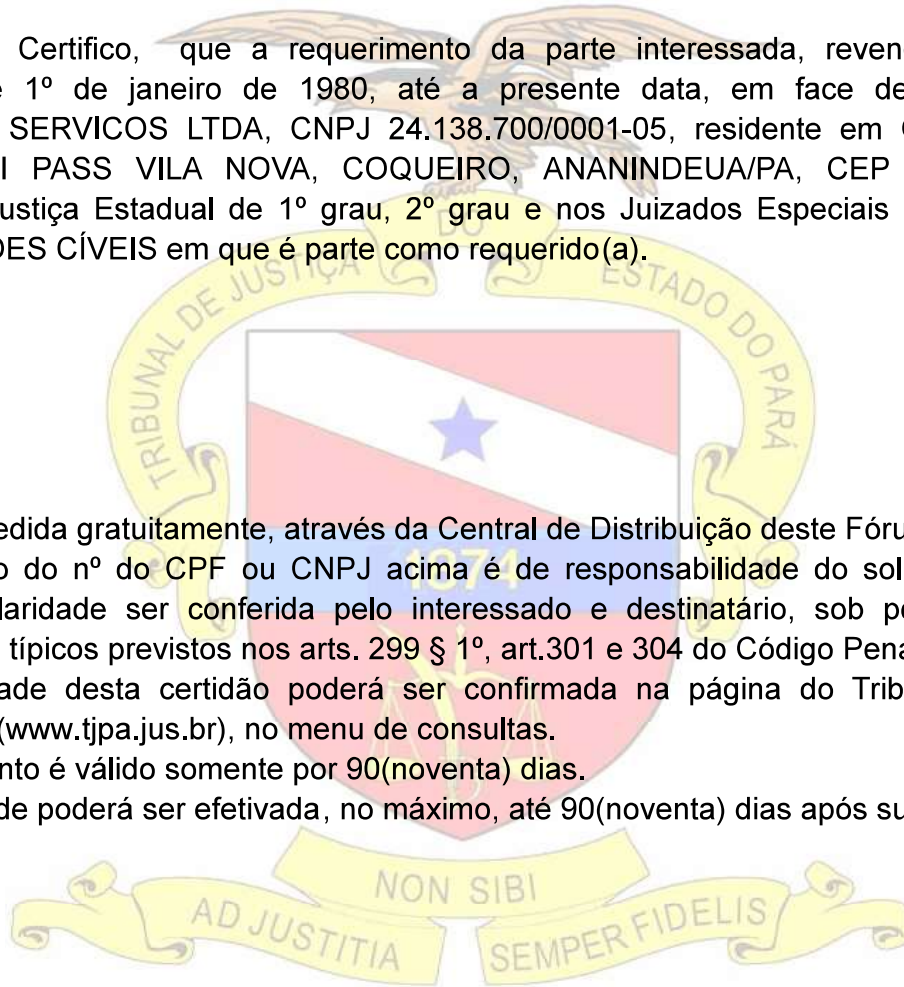 Certifico, que a requerimento da parte interessada, reven
1º de janeiro de 1980, até a presente data, em face de
SERVICOS LTDA, CNPJ 24.138.700/0001-05, residente em
I PASS VILA NOVA, COQUEIRO, ANANINDEUA/PA, CEP
ustiça Estadual de 1º grau, 2º grau e nos Juizados Especiais
DES CÍVEIS em que é parte como requerido(a).
TRIBUNAL DE JUSTIÇA DO ESTADO DO PARÁ
edida gratuitamente, através da Central de Distribuição deste Fóru
o do nº do CPF ou CNPJ acima é de responsabilidade do sol
laridade ser conferida pelo interessado e destinatário, sob pe
típicos previstos nos arts. 299 § 1º, art.301 e 304 do Código Pena
1874
ade desta certidão poderá ser confirmada na página do Trib
(www.tjpa.jus.br), no menu de consultas.
nto é válido somente por 90(noventa) dias.
de poderá ser efetivada, no máximo, até 90(noventa) dias após su
AD JUSTITIA NON SIBI SEMPER FIDELIS